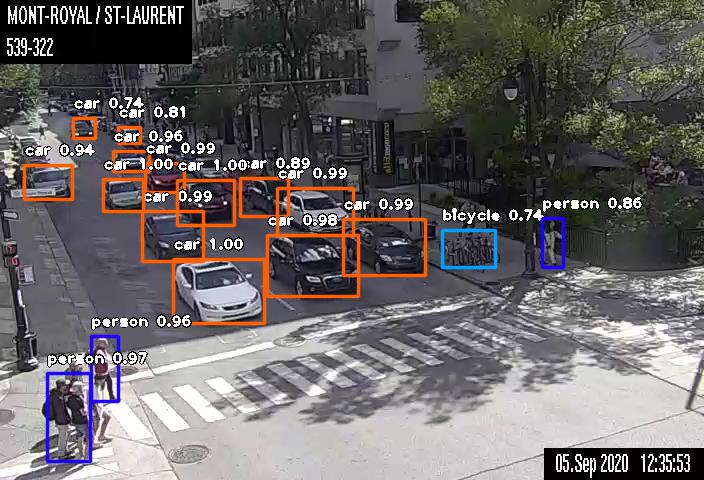 MONT-ROYAL / ST-LAURENT
539-322
car 0.74
car 0.81
car 0.96
car 0.99
car 0.94
car 1.00
car 1.00
car 0.89
car 0.99
car 0.99
car 0.99
bicycle 0.74
person 0.86
car 0.98
car 1.00
person 0.96
person 0.97
05.Sep 2020 12:35:53